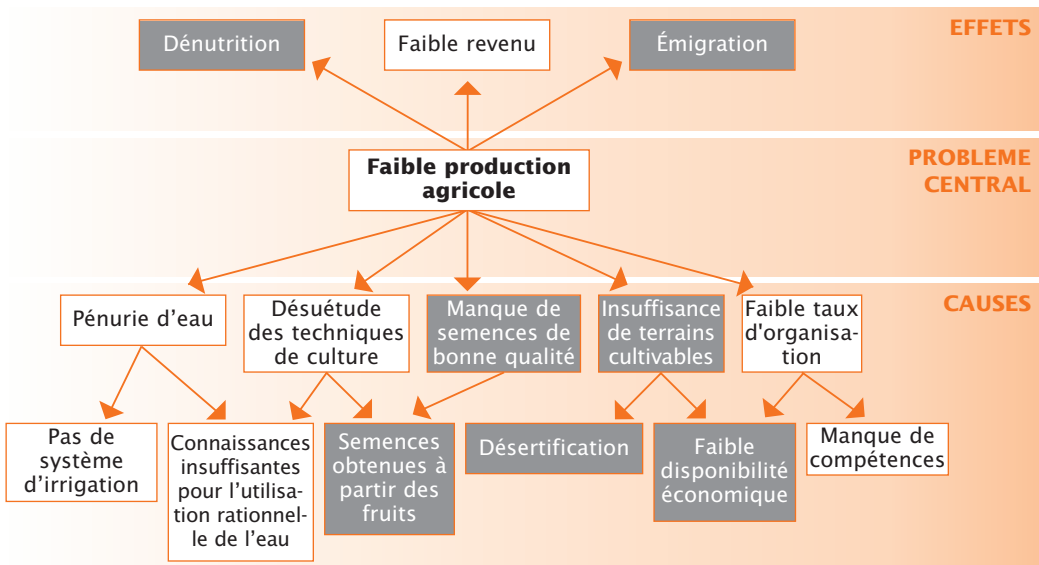 EFFETS
Dénutrition
Faible revenu
Émigration
PROBLEME
CENTRAL
Faible production
agricole
CAUSES
Pénurie d'eau
Désuétude
des techniques
de culture
Manque de
semences de
bonne qualité
Insuffisance
de terrains
cultivables
Faible taux
d'organisa-
tion
Pas de
système
d'irrigation
Connaissances
insuffisantes
pour l'utilisa-
tion rationnel-
le de l'eau
Semences
obtenues à
partir des
fruits
Désertification
Faible
disponibilité
économique
Manque de
compétences